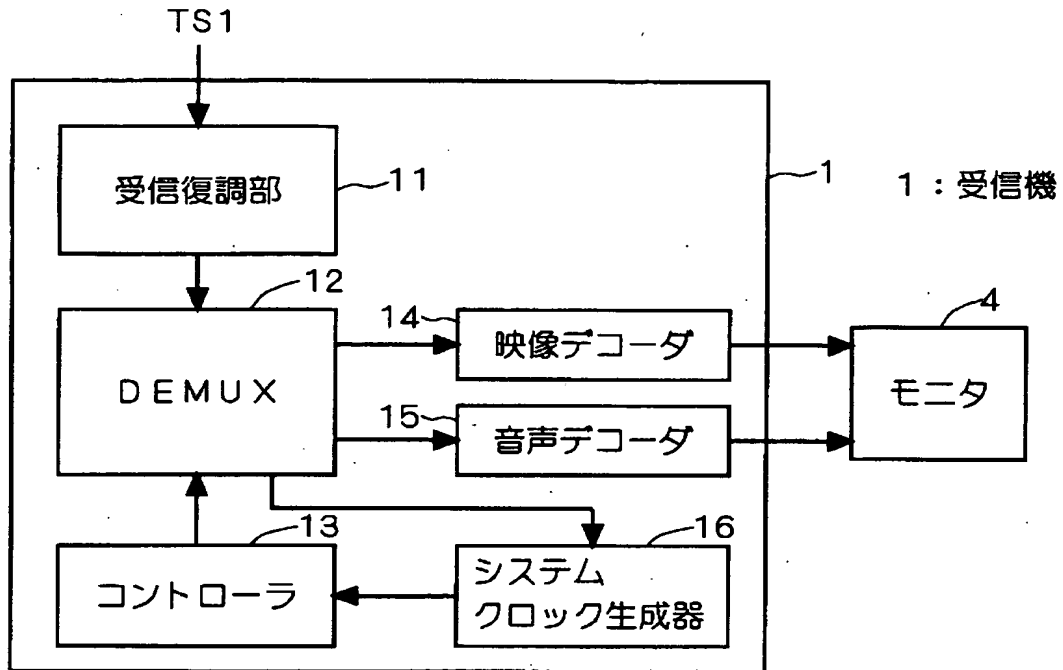 TS1
受信復調部
11
1
1:受信機
12
DEMUX
14
映像デコーダ
4
モニタ
15
音声デコーダ
13
コントローラ
16
システム
クロック生成器